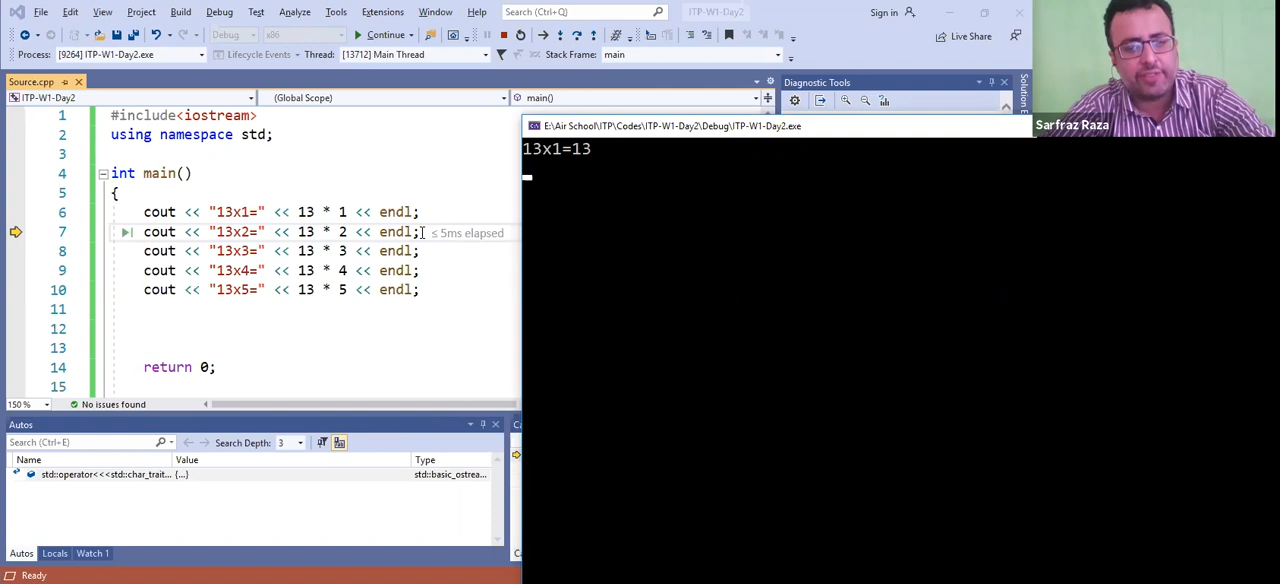 File Edit View Git Project Build Debug Test Analyze Tools Extensions Window Help Search (Ctrl+Q) ITP-W1-Day2 Sign in
Debug x86 Continue Live Share
Process: [9264] ITP-W1-Day2.exe Lifecycle Events Thread: [13712] Main Thread Stack Frame: main
Source.cpp Diagnostic Tools
ITP-W1-Day2 (Global Scope) main()
Solution E
1 #include<iostream>
2 using namespace std;
3
4 int main()
5 {
6 cout << "13x1=" << 13 * 1 << endl;
7 cout << "13x2=" << 13 * 2 << endl; ≤ 5ms elapsed
8 cout << "13x3=" << 13 * 3 << endl;
9 cout << "13x4=" << 13 * 4 << endl;
10 cout << "13x5=" << 13 * 5 << endl;
11
12
13
14 return 0;
15
150 % No issues found
E:\Air School\ITP\Codes\ITP-W1-Day2\Debug\ITP-W1-Day2.exe
13x1=13
Sarfraz Raza
Autos
Search (Ctrl+E) Search Depth: 3
Name Value Type
std::operator<<<std::char_trait... {...} std::basic_ostrea...
Autos Locals Watch 1
Ready